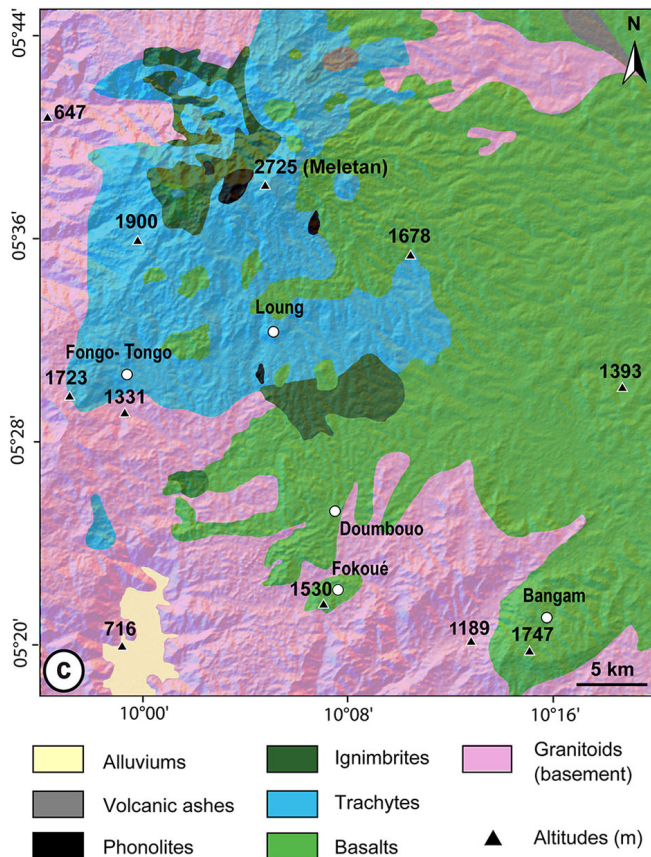 05°44'
N
647
2725 (Meletan)
1900
05°36'
1678
Loung
Fongo- Tongo
1723
1331
1393
05°28'
Doumbouo
Fokoué
1530
Bangam
716
1189
1747
05°20'
C
5 km
10°00'
10°08'
10°16'
Alluviums
Ignimbrites
Granitoids
(basement)
Volcanic ashes
Trachytes
Phonolites
Basalts
Altitudes (m)